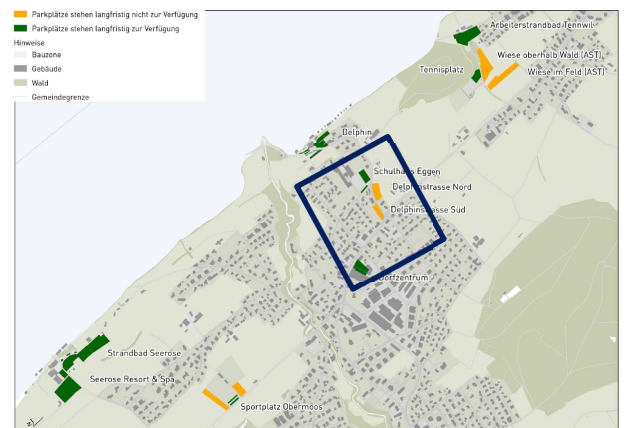 Parkplätze stehen langfristig nicht zur Verfügung
Parkplätze stehen langfristig zur Verfügung
Hinweise
Bauzone
Gebäude
Wald
Gemeindegrenze
Arbeiterstrandbad Tennwil
Wiese oberhalb Wald (AST)
Tennisplatz
Wiese im Feld (AST)
Delphin
Schulhaus Eggen
Delphinstrasse Nord
Delphinstrasse Süd
Dorfzentrum
Strandbad Seerose
Seerose Resort & Spa
Sportplatz Obermoos